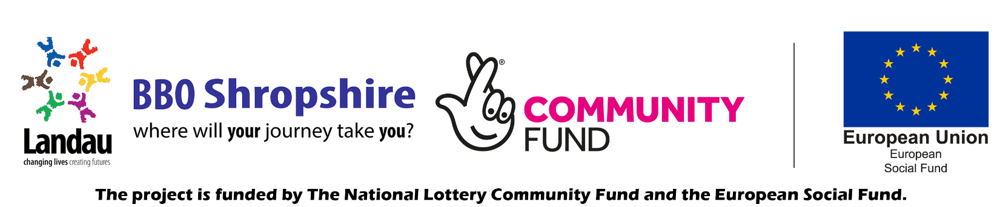 Landau
changing lives creating futures
BBO Shropshire
where will your journey take you?
®
COMMUNITY
FUND
European Union
European
Social Fund
The project is funded by The National Lottery Community Fund and the European Social Fund.